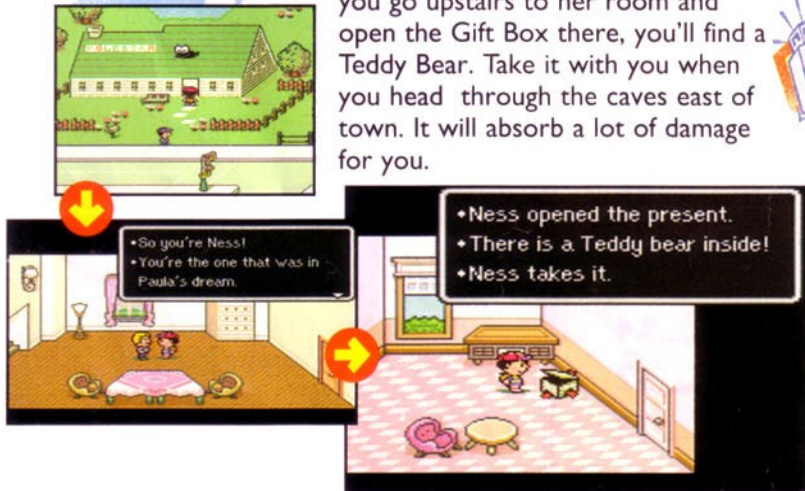 you go upstairs to her room and
open the Gift Box there, you'll find a
Teddy Bear. Take it with you when
you head through the caves east of
town. It will absorb a lot of damage
for you.
POLESTAR
•So you're Ness!
•You're the one that was in
Paula's dream.
•Ness opened the present.
•There is a Teddy bear inside!
•Ness takes it.